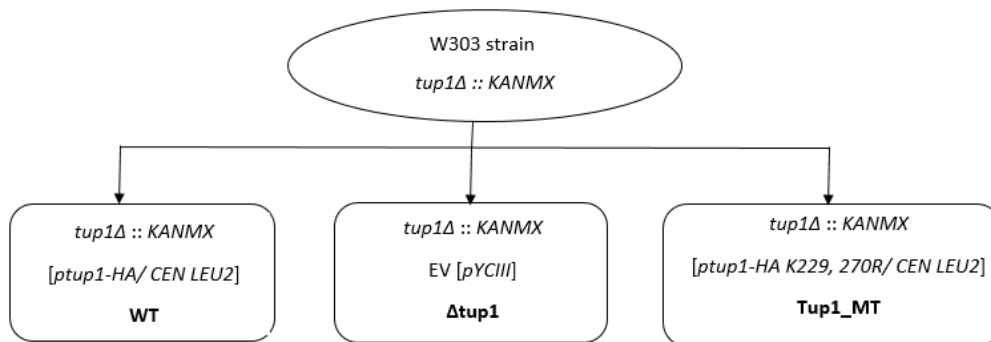 W303 strain
tup1Δ :: KANMX
tup1Δ :: KANMX
[ptup1-HA/ CEN LEU2]
WT
tup1Δ :: KANMX
EV [pYCIII]
Δtup1
tup1Δ :: KANMX
[ptup1-HA K229, 270R/ CEN LEU2]
Tup1_MT